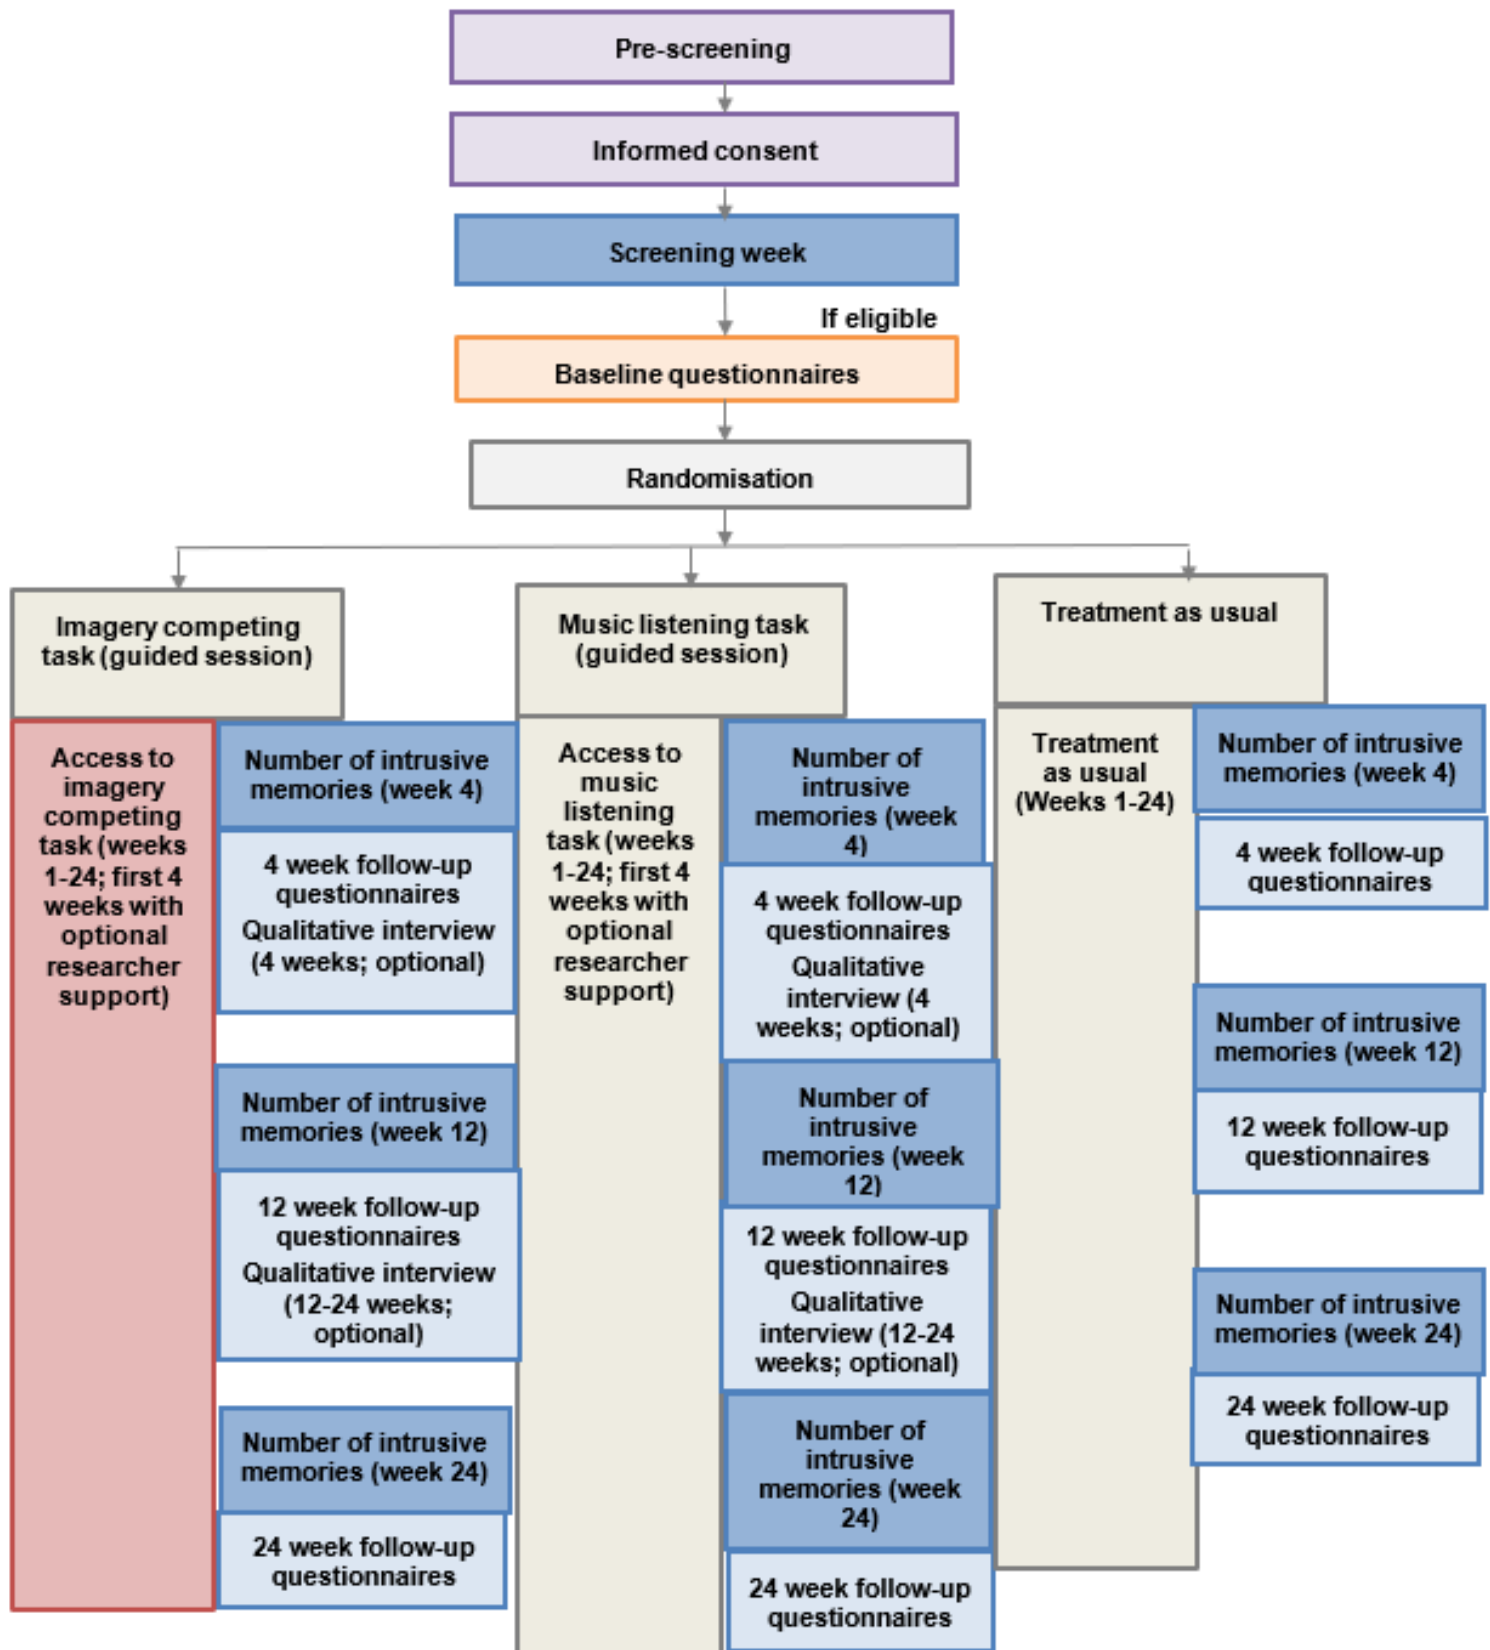 Pre-screening
Informed consent
Screening week
If eligible
Baseline questionnaires
Randomisation
Imagery competing
task (guided session)
Access to
imagery
competing
task (weeks
1-24; first 4
weeks with
optional
researcher
support)
Number of intrusive
memories (week 4)
4 week follow-up
questionnaires
Qualitative interview
(4 weeks; optional)
Number of intrusive
memories (week 12)
12 week follow-up
questionnaires
Qualitative interview
(12-24 weeks;
optional)
Number of intrusive
memories (week 24)
24 week follow-up
questionnaires
Music listening task
(guided session)
Access to
music
listening
task (weeks
1-24; first 4
weeks with
optional
researcher
support)
Number of
intrusive
memories (week
4)
4 week follow-up
questionnaires
Qualitative
interview (4
weeks; optional)
Number of
intrusive
memories (week
12)
12 week follow-up
questionnaires
Qualitative
interview (12-24
weeks; optional)
Number of
intrusive
memories (week
24)
24 week follow-up
questionnaires
Treatment as usual
Treatment
as usual
(Weeks 1-24)
Number of intrusive
memories (week 4)
4 week follow-up
questionnaires
Number of intrusive
memories (week 12)
12 week follow-up
questionnaires
Number of intrusive
memories (week 24)
24 week follow-up
questionnaires